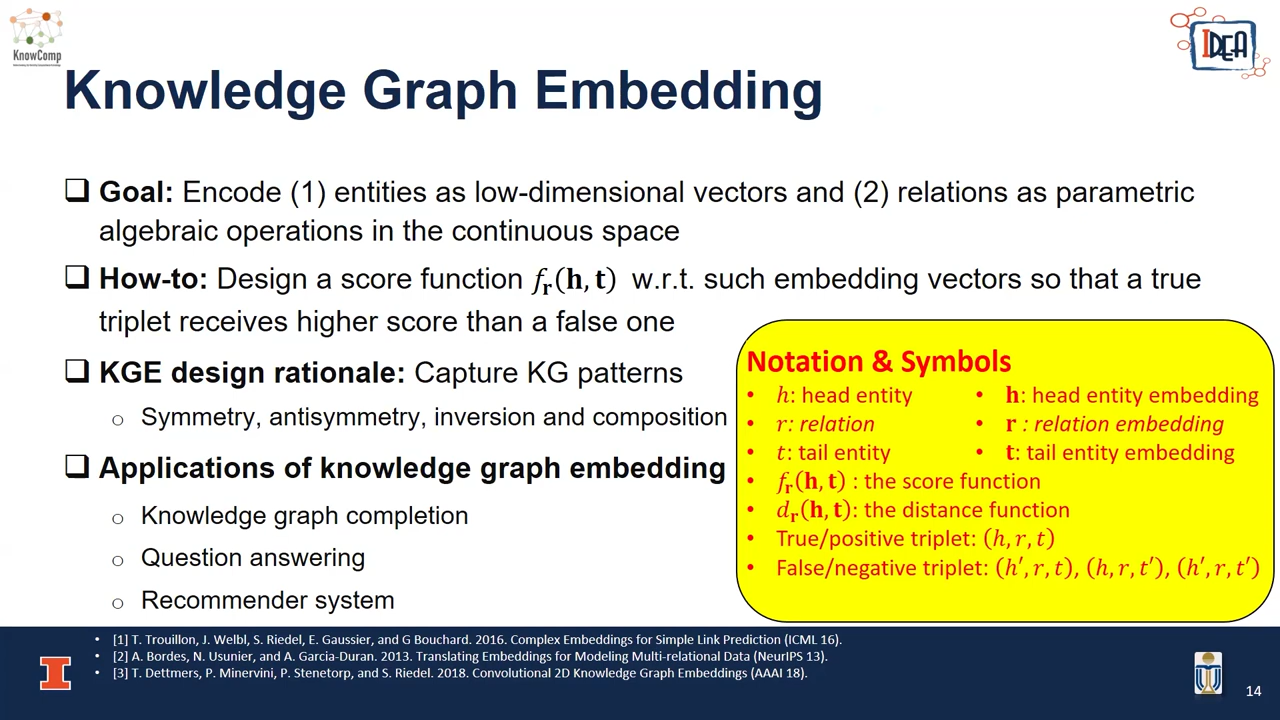 KnowComp
IDEA
Knowledge Graph Embedding
❑ Goal: Encode (1) entities as low-dimensional vectors and (2) relations as parametric
algebraic operations in the continuous space
❑ How-to: Design a score function f_𝐫(𝐡, 𝐭) w.r.t. such embedding vectors so that a true
triplet receives higher score than a false one
❑ KGE design rationale: Capture KG patterns
○ Symmetry, antisymmetry, inversion and composition
❑ Applications of knowledge graph embedding
○ Knowledge graph completion
○ Question answering
○ Recommender system
Notation & Symbols
• h: head entity
• 𝐡: head entity embedding
• r: relation
• 𝐫 : relation embedding
• t: tail entity
• 𝐭: tail entity embedding
• f_𝐫(𝐡, 𝐭) : the score function
• d_𝐫(𝐡, 𝐭): the distance function
• True/positive triplet: (h, r, t)
• False/negative triplet: (h′, r, t), (h, r, t′), (h′, r, t′)
• [1] T. Trouillon, J. Welbl, S. Riedel, E. Gaussier, and G Bouchard. 2016. Complex Embeddings for Simple Link Prediction (ICML 16).
• [2] A. Bordes, N. Usunier, and A. Garcia-Duran. 2013. Translating Embeddings for Modeling Multi-relational Data (NeurIPS 13).
• [3] T. Dettmers, P. Minervini, P. Stenetorp, and S. Riedel. 2018. Convolutional 2D Knowledge Graph Embeddings (AAAI 18).
14